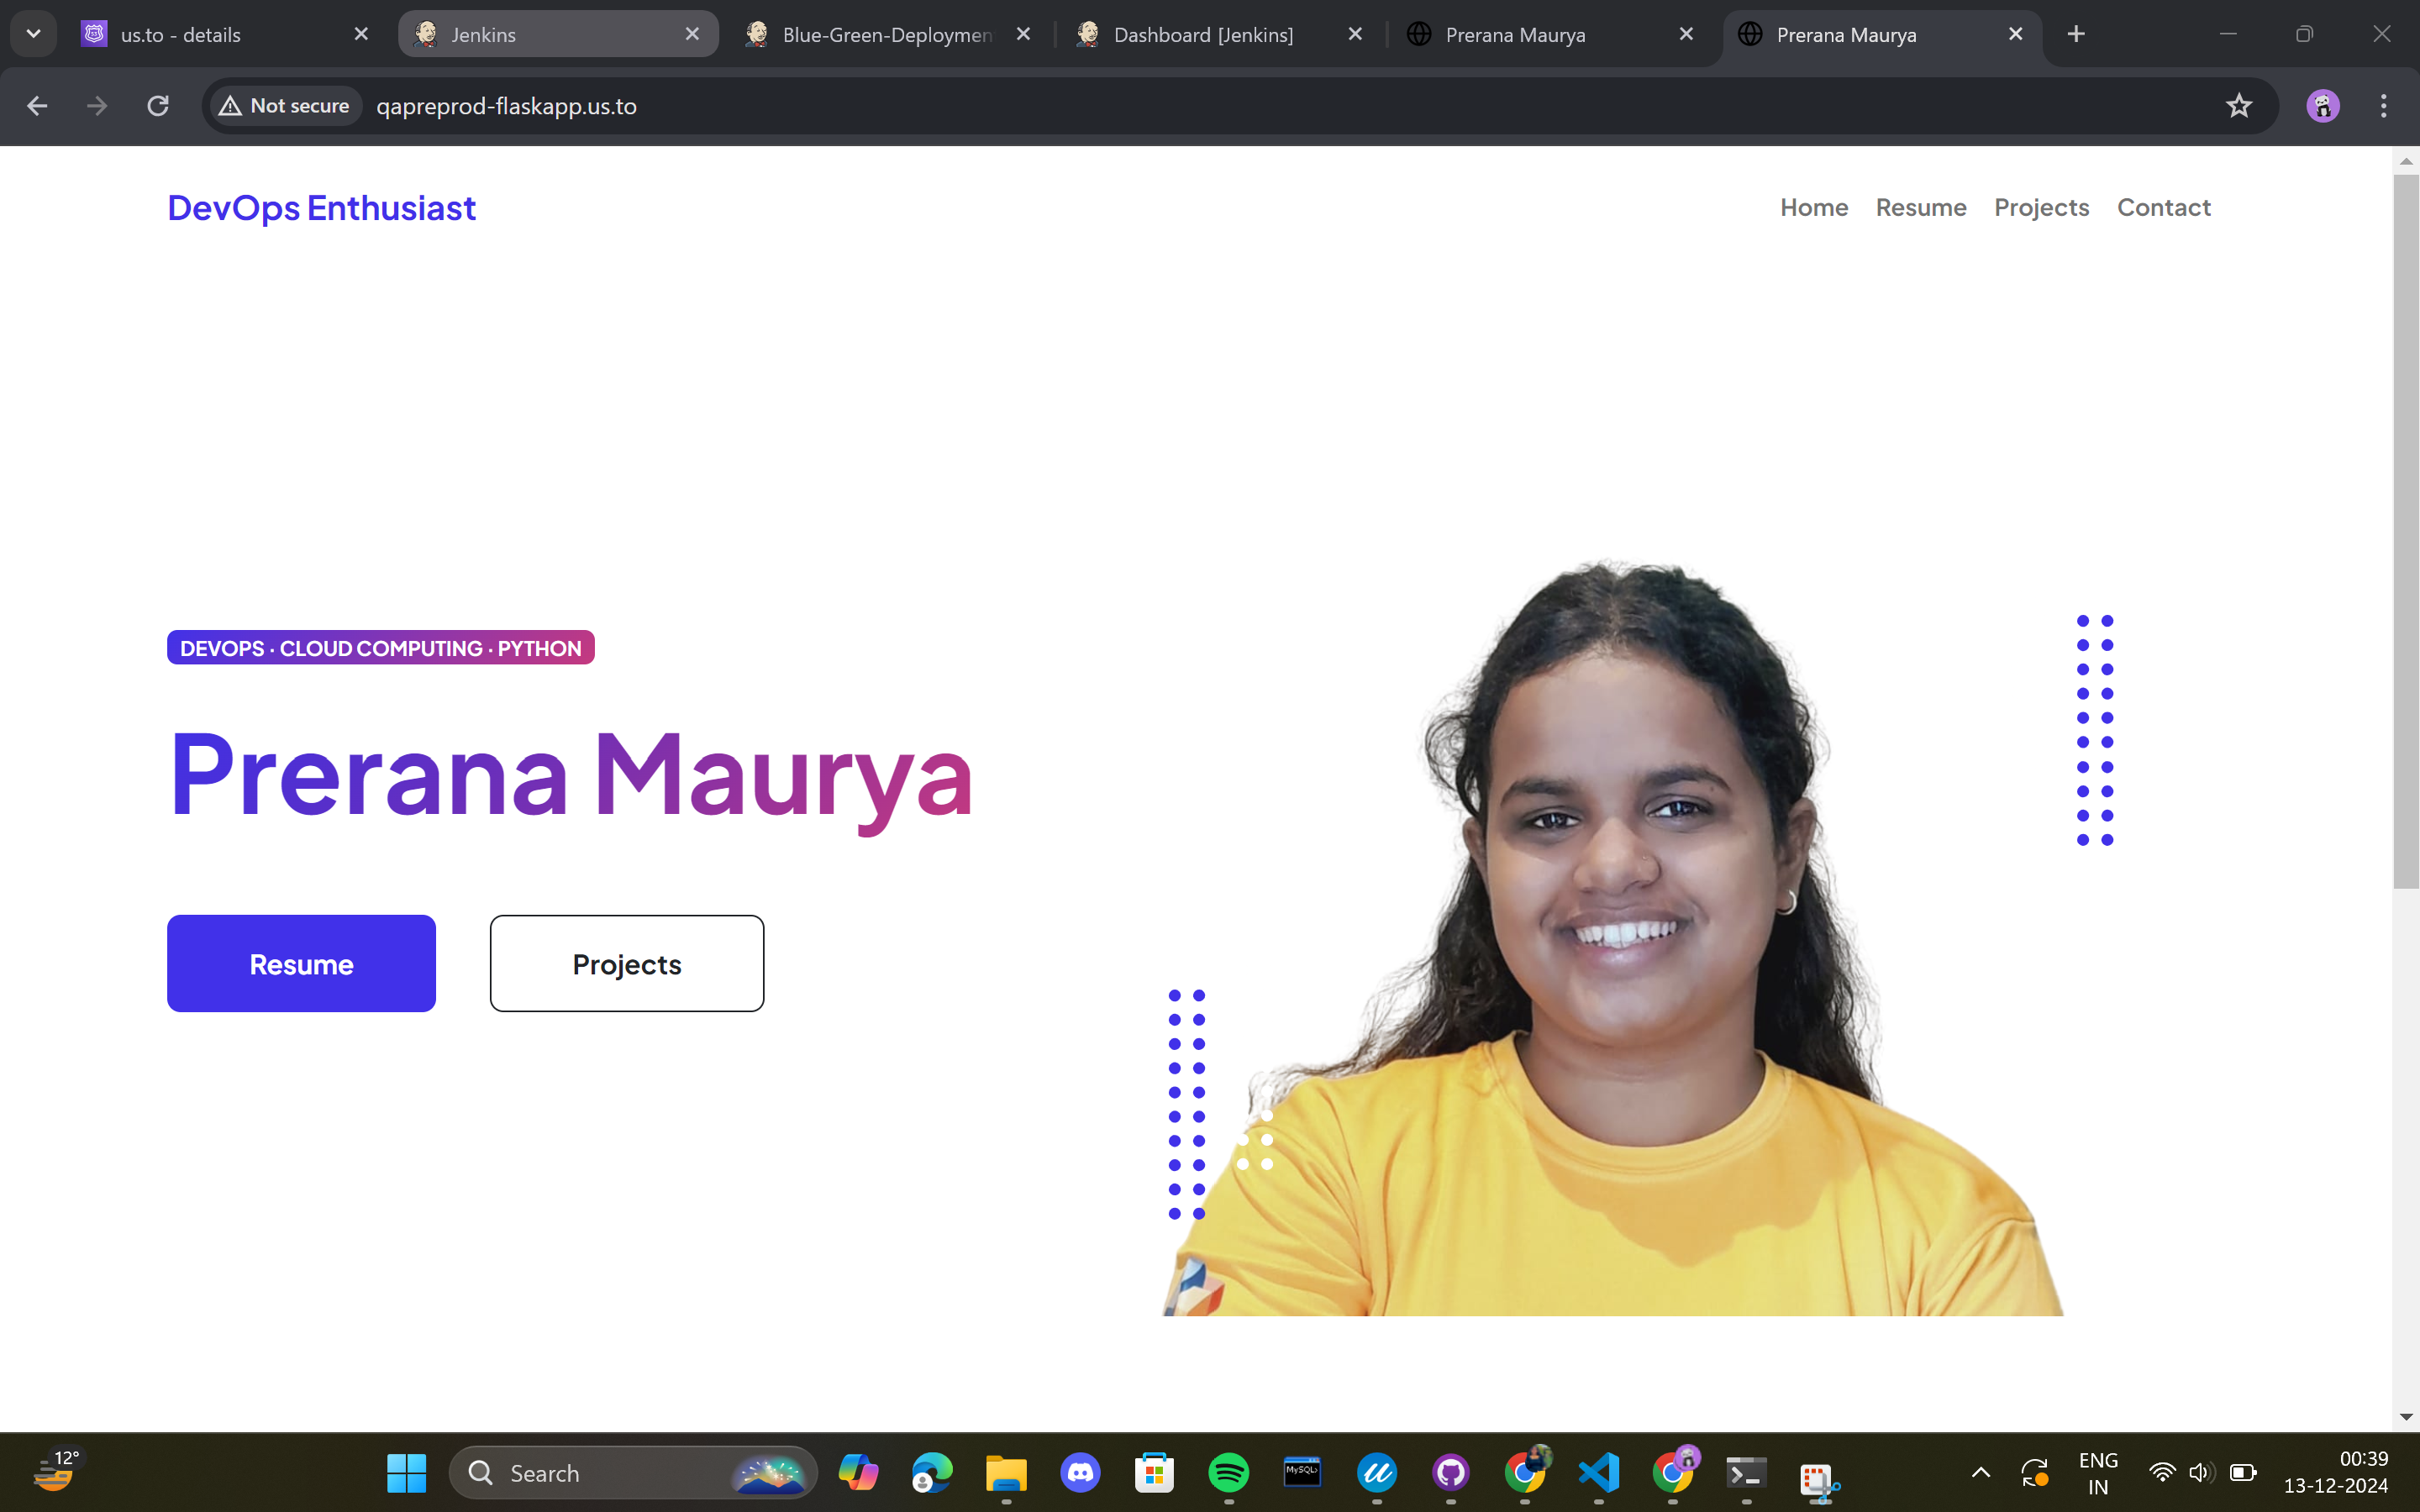 us.to - details
Jenkins
Blue-Green-Deploymen
Dashboard [Jenkins]
Prerana Maurya
Prerana Maurya
Not secure
qapreprod-flaskapp.us.to
DevOps Enthusiast
Home
Resume
Projects
Contact
DEVOPS · CLOUD COMPUTING · PYTHON
Prerana Maurya
Resume
Projects
12°
Search
MySQL
ENG
IN
00:39
13-12-2024